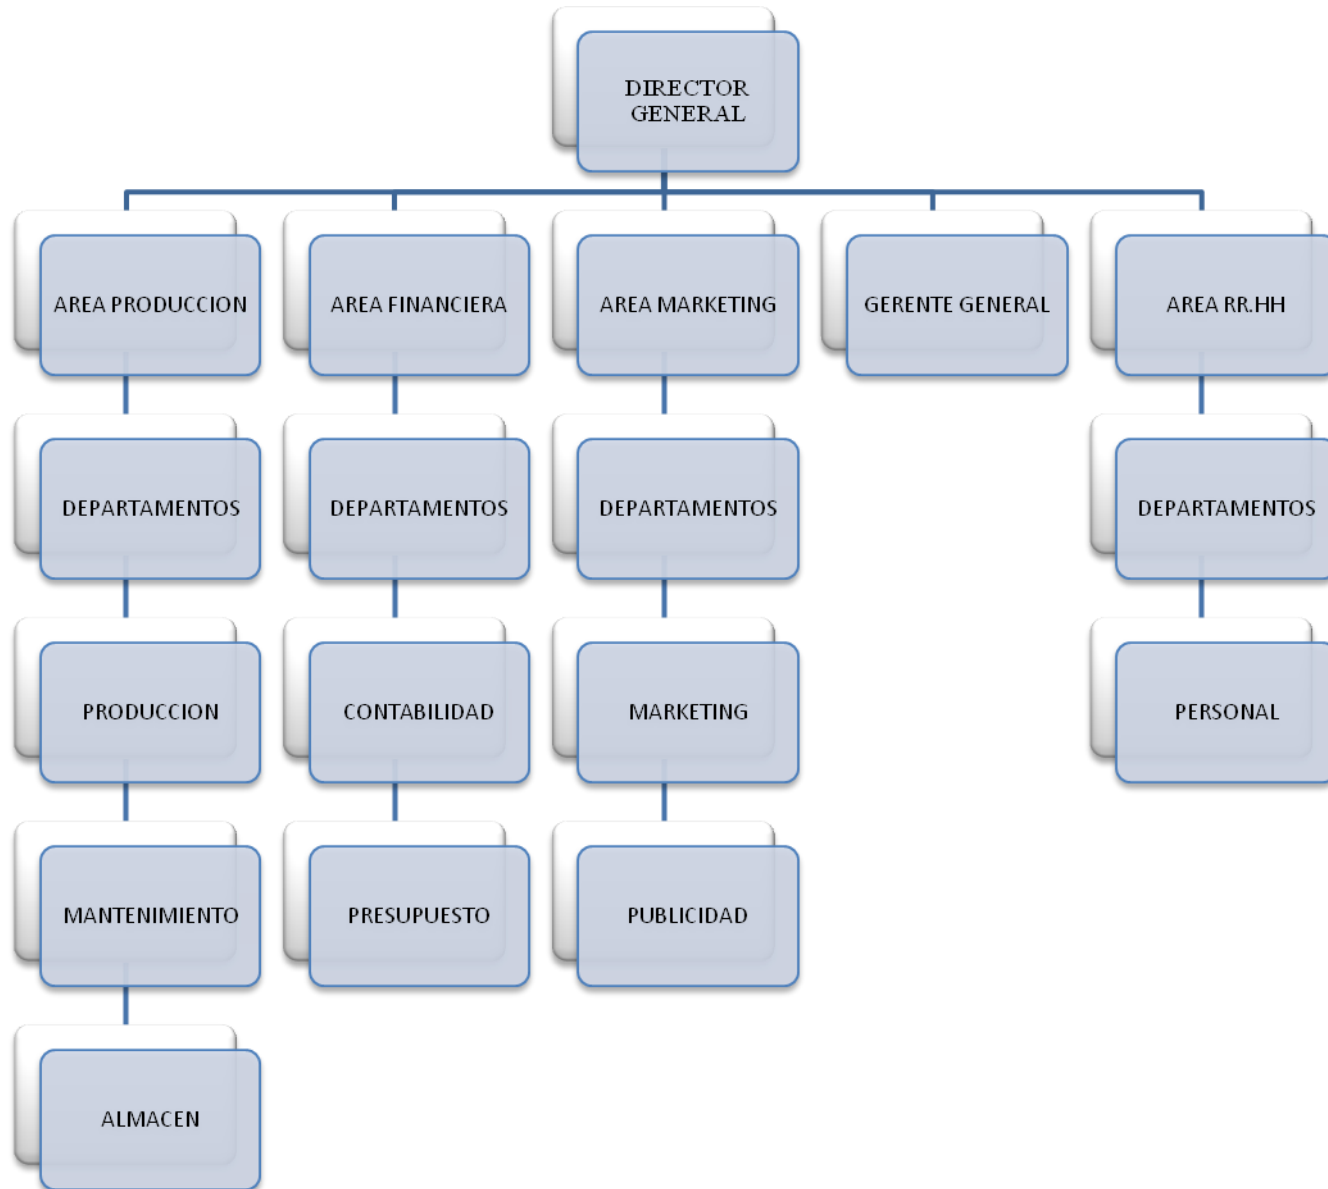 DIRECTOR
GENERAL
AREA PRODUCCION
AREA FINANCIERA
AREA MARKETING
GERENTE GENERAL
AREA RR.HH
DEPARTAMENTOS
DEPARTAMENTOS
DEPARTAMENTOS
DEPARTAMENTOS
PRODUCCION
CONTABILIDAD
MARKETING
PERSONAL
MANTENIMIENTO
PRESUPUESTO
PUBLICIDAD
ALMACEN